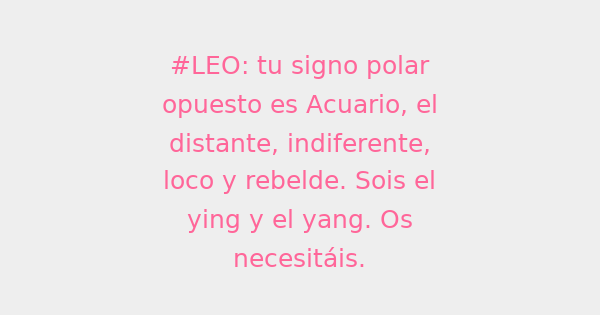 #LEO: tu signo polar
opuesto es Acuario, el
distante, indiferente,
loco y rebelde. Sois el
ying y el yang. Os
necesitáis.